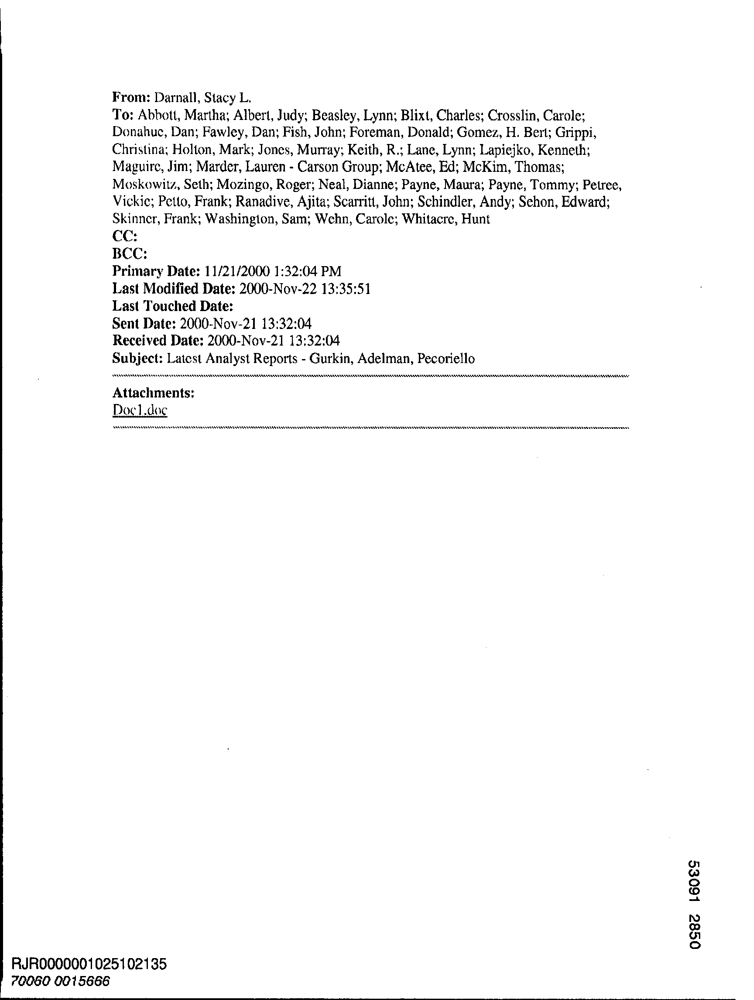 From: Darnall, Stacy L.
To: Abbott, Martha; Albert, Judy; Beasley, Lynn; Blixt, Charles; Crosslin, Carole;
Donahue, Dan; Fawley, Dan; Fish, John; Foreman, Donald; Gomez, H. Bert; Grippi,
Christina; Holton, Mark; Jones, Murray; Keith, R.; Lane, Lynn; Lapiejko, Kenneth;
Maguire, Jim; Marder, Lauren - Carson Group; McAtee, Ed; McKim, Thomas;
Moskowitz, Seth; Mozingo, Roger; Neal, Dianne; Payne, Maura; Payne, Tommy; Petree,
Vickie; Petto, Frank; Ranadive, Ajita; Scarritt, John; Schindler, Andy; Sehon, Edward;
Skinner, Frank; Washington, Sam; Wehn, Carole; Whitacre, Hunt
CC:
BCC:
Primary Date: 11/21/2000 1:32:04 PM
Last Modified Date: 2000-Nov-22 13:35:51
Last Touched Date:
Sent Date: 2000-Nov-21 13:32:04
Received Date: 2000-Nov-21 13:32:04
Subject: Latest Analyst Reports - Gurkin, Adelman, Pecoriello
Attachments:
Doc1.doc
53091 2850
RJR0000001025102135
70060 0015666